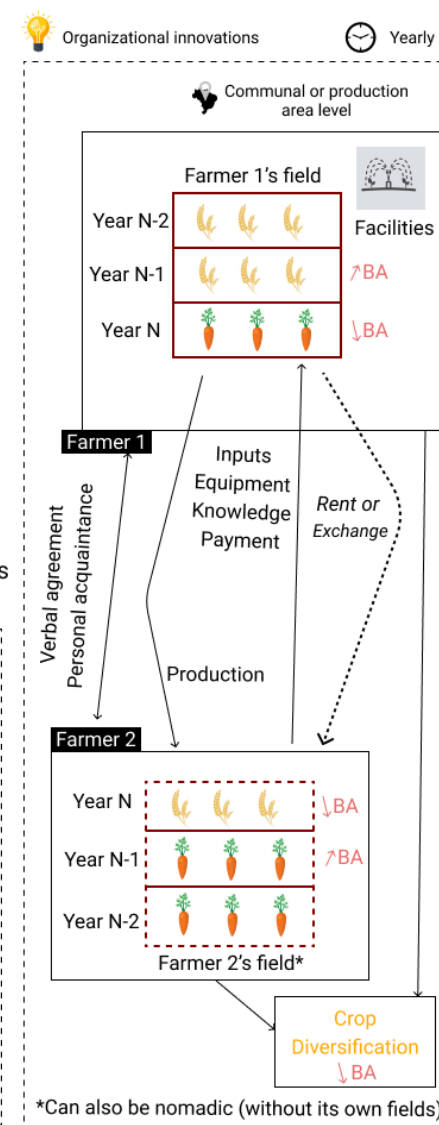 Organizational innovations
Yearly
Communal or production
area level
Farmer 1's field
Year N-2
Facilities
Year N-1
↗BA
Year N
↓BA
Farmer 1
Inputs
Equipment
Knowledge
Payment
Rent or
Exchange
Verbal agreement
Personal acquaintance
s
Production
Farmer 2
Year N
↓BA
Year N-1
↗BA
Year N-2
Farmer 2's field*
Crop
Diversification
↓BA
*Can also be nomadic (without its own fields)